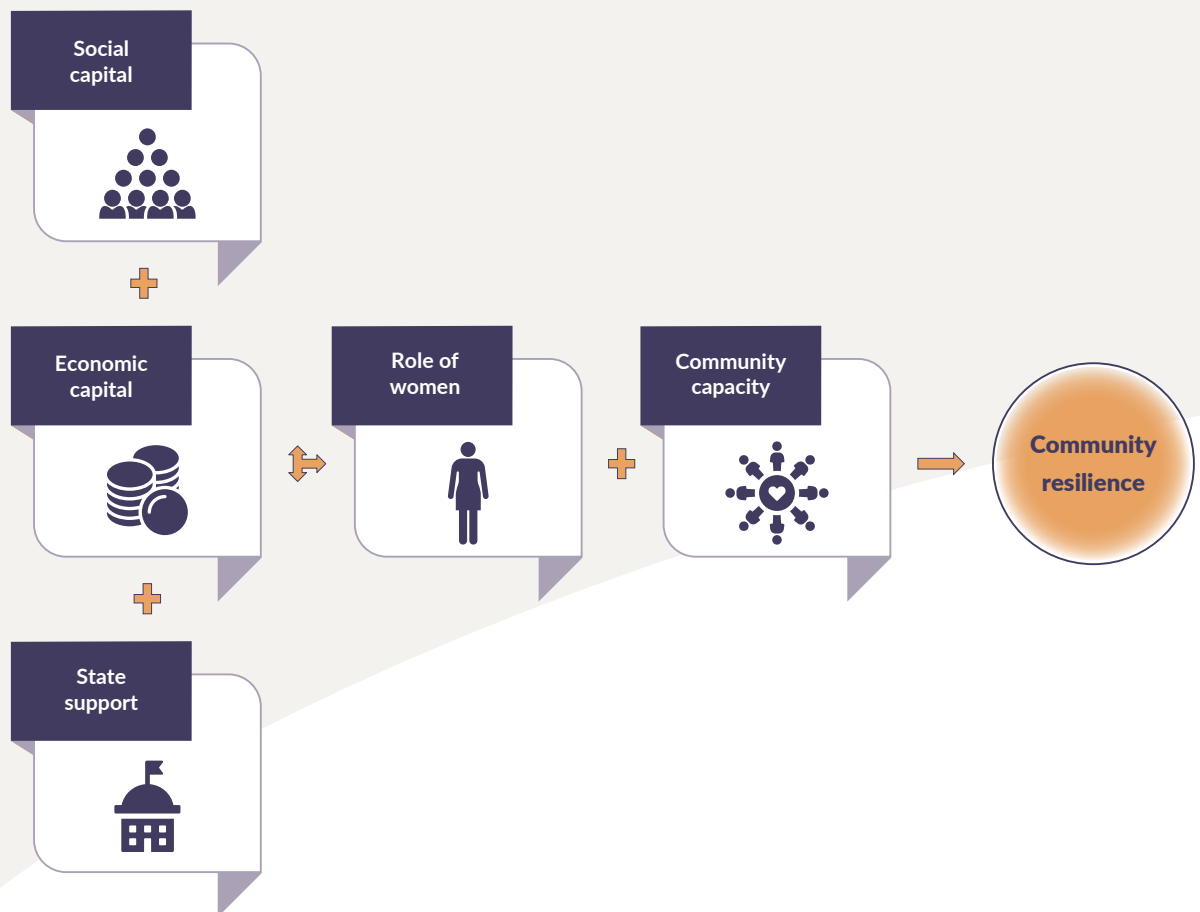 Social
capital
Economic
capital
Role of
women
Community
capacity
Community
resilience
State
support